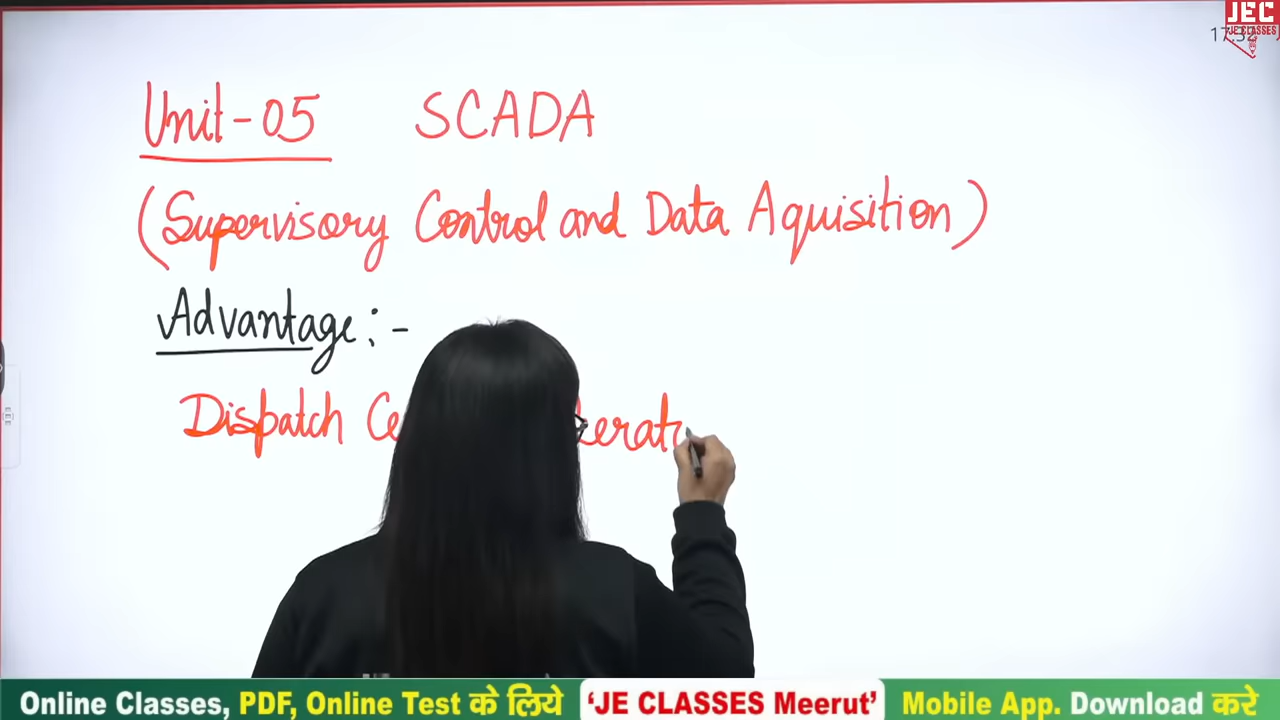 JEC
JE CLASSES
Unit-05 SCADA
(Supervisory Control and Data Aquisition)
Advantage:-
Dispatch
Online Classes, PDF, Online Test के लिये 'JE CLASSES Meerut' Mobile App. Download करे